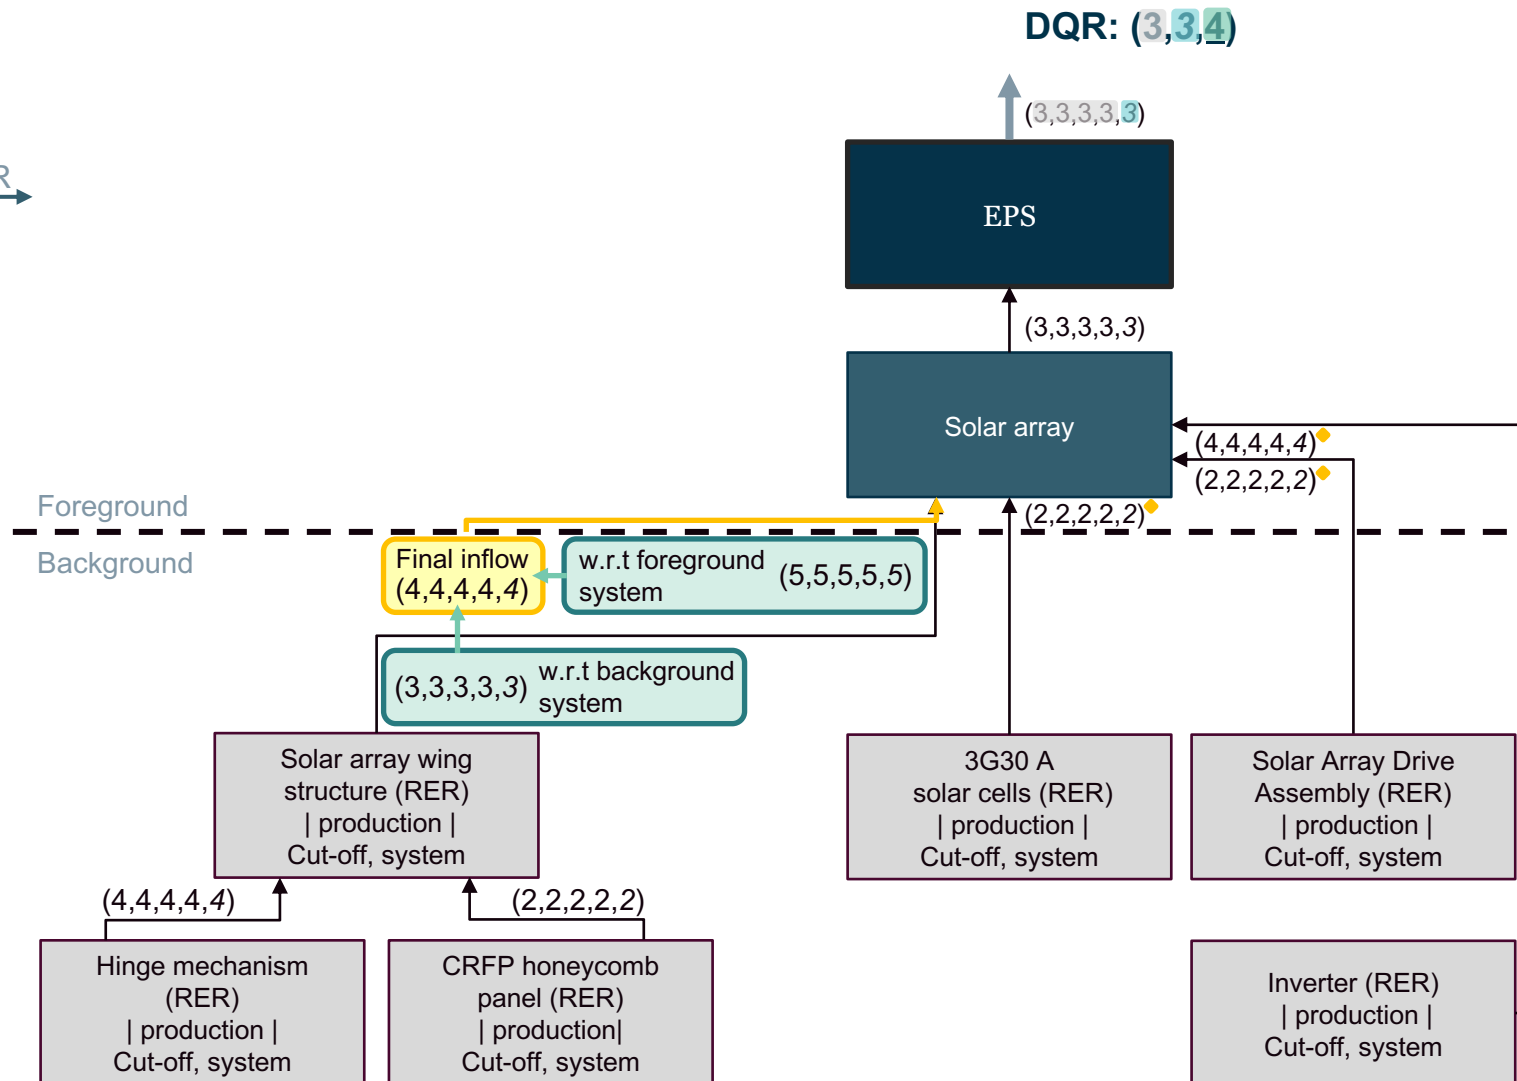 DQR: (3,3,4)
(3,3,3,3,3)
R
EPS
(3,3,3,3,3)
Solar array
(4,4,4,4,4)
(2,2,2,2,2)
(2,2,2,2,2)
Foreground
Background
Final inflow
(4,4,4,4,4)
w.r.t foreground
system
(5,5,5,5,5)
(3,3,3,3,3)
w.r.t background
system
Solar array wing
structure (RER)
| production |
Cut-off, system
3G30 A
solar cells (RER)
| production |
Cut-off, system
Solar Array Drive
Assembly (RER)
| production |
Cut-off, system
(4,4,4,4,4)
(2,2,2,2,2)
Hinge mechanism
(RER)
| production |
Cut-off, system
CRFP honeycomb
panel (RER)
| production|
Cut-off, system
Inverter (RER)
| production |
Cut-off, system